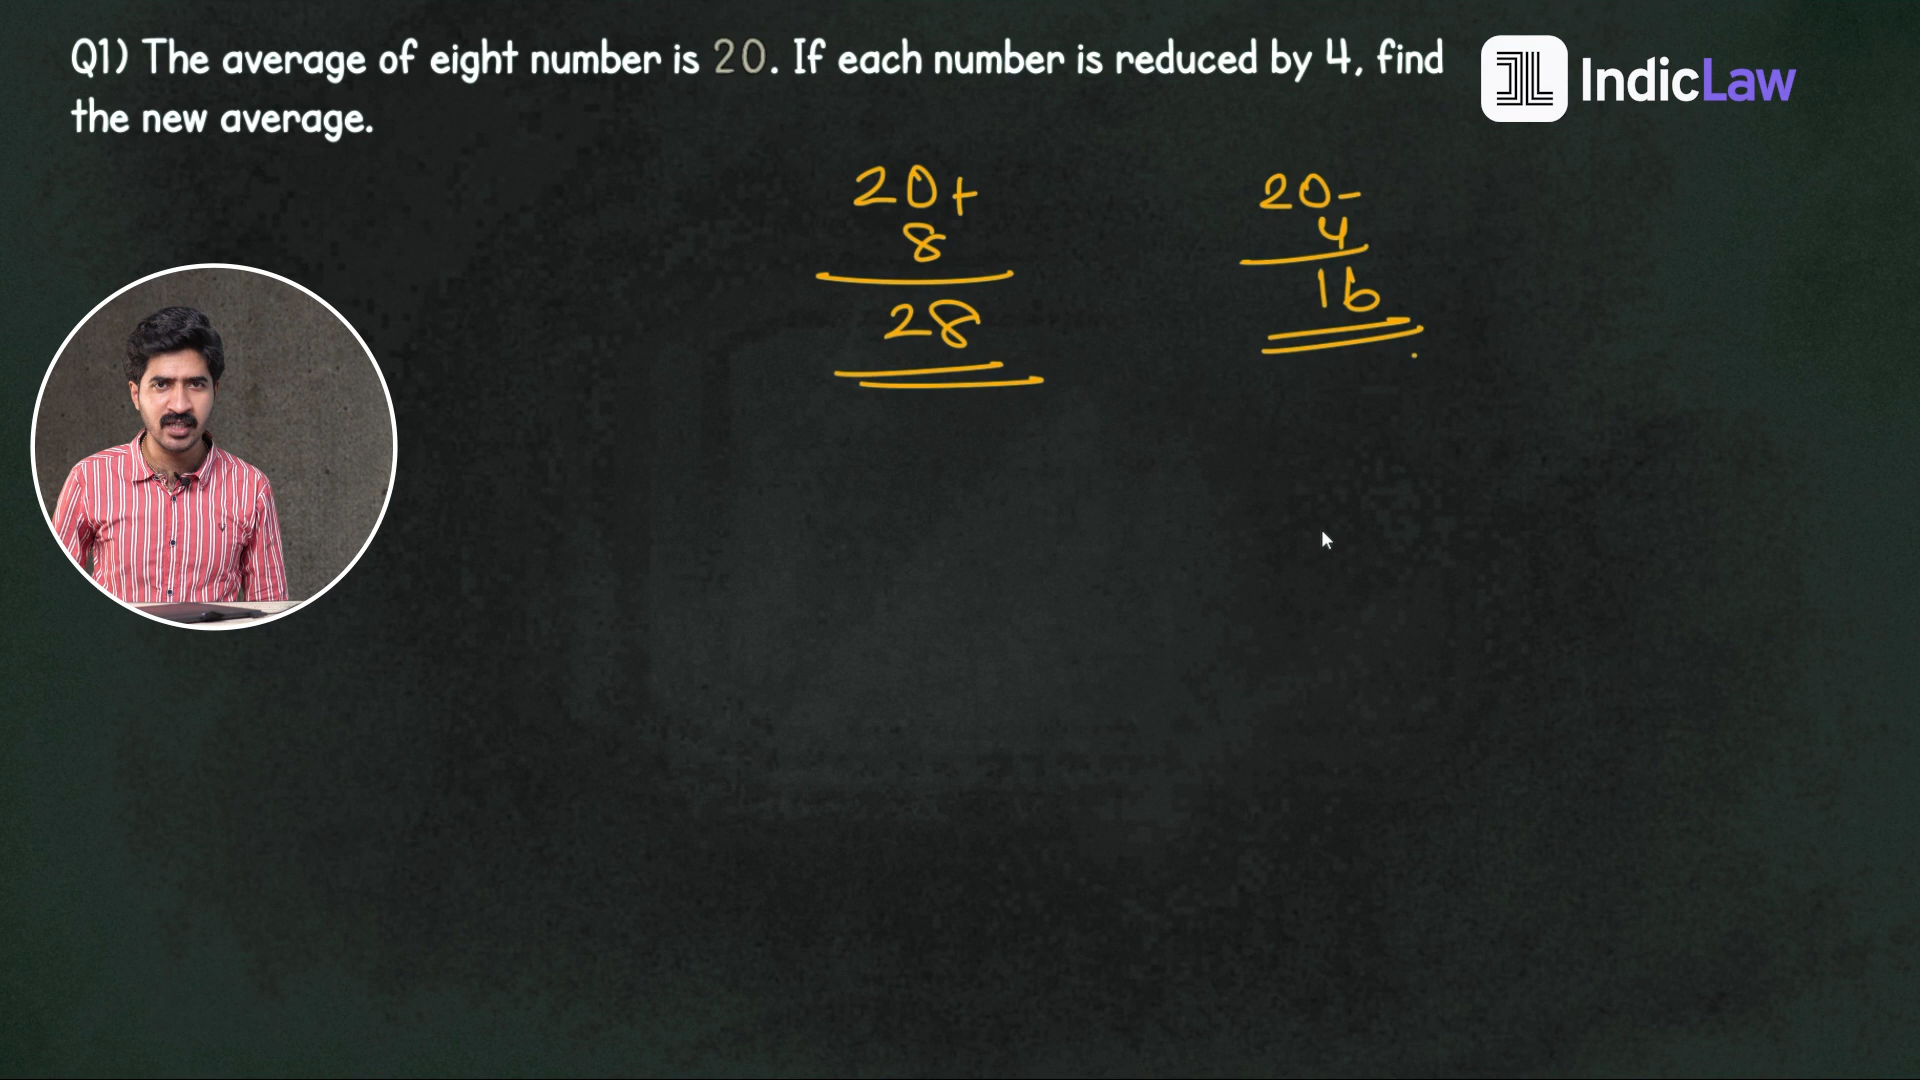 Q1) The average of eight number is 20. If each number is reduced by 4, find
the new average.
IndicLaw
20+
8
28
20-
4
16